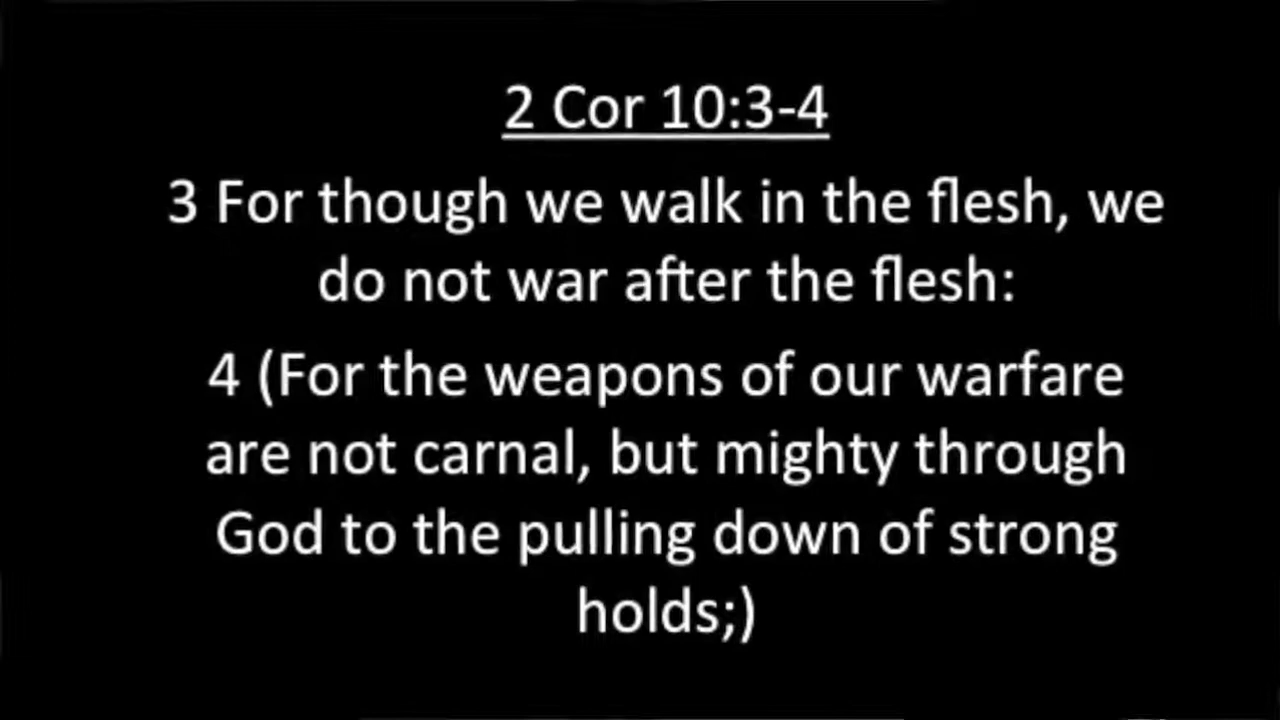 2 Cor 10:3-4
3 For though we walk in the flesh, we
do not war after the flesh:
4 (For the weapons of our warfare
are not carnal, but mighty through
God to the pulling down of strong
holds;)